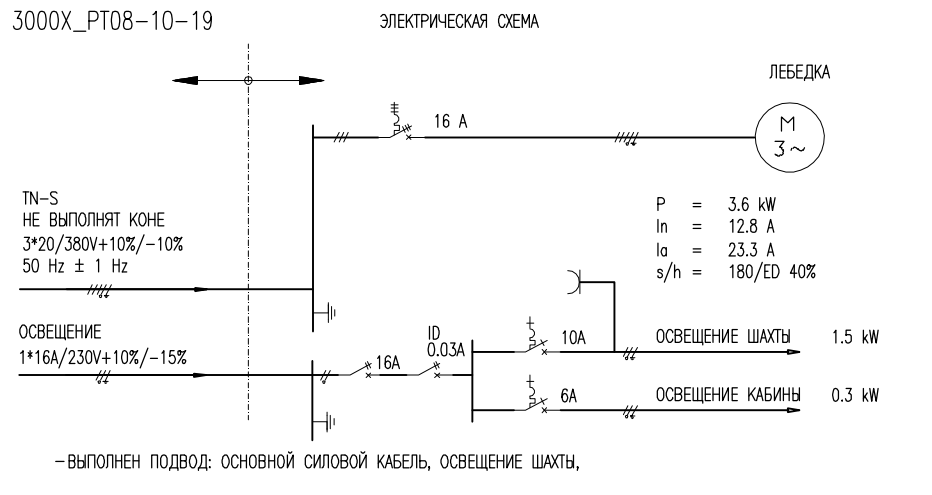 3000X_PT08-10-19
ЭЛЕКТРИЧЕСКАЯ СХЕМА
ЛЕБЕДКА
16 A
M
3~
TN-S
НЕ ВЫПОЛНЯТ КОНЕ
3*20/380V+10%/-10%
50 Hz ± 1 Hz
P = 3.6 kW
In = 12.8 A
Ia = 23.3 A
s/h = 180/ED 40%
ОСВЕЩЕНИЕ
1*16A/230V+10%/-15%
16A
ID
0.03A
10A
ОСВЕЩЕНИЕ ШАХТЫ 1.5 kW
6A
ОСВЕЩЕНИЕ КАБИНЫ 0.3 kW
-ВЫПОЛНЕН ПОДВОД: ОСНОВНОЙ СИЛОВОЙ КАБЕЛЬ, ОСВЕЩЕНИЕ ШАХТЫ,